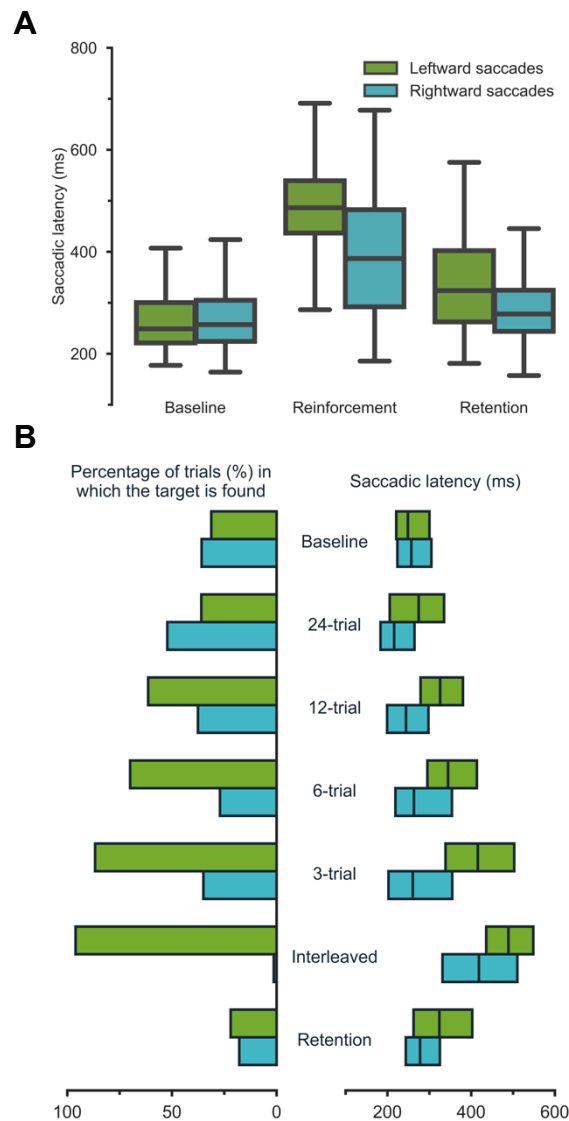 A
800
600
400
200
Saccadic latency (ms)
Leftward saccades
Rightward saccades
Baseline Reinforcement Retention
B
Percentage of trials (%) in
which the target is found
Saccadic latency (ms)
Baseline
24-trial
12-trial
6-trial
3-trial
Interleaved
Retention
100 50 0 200 400 600